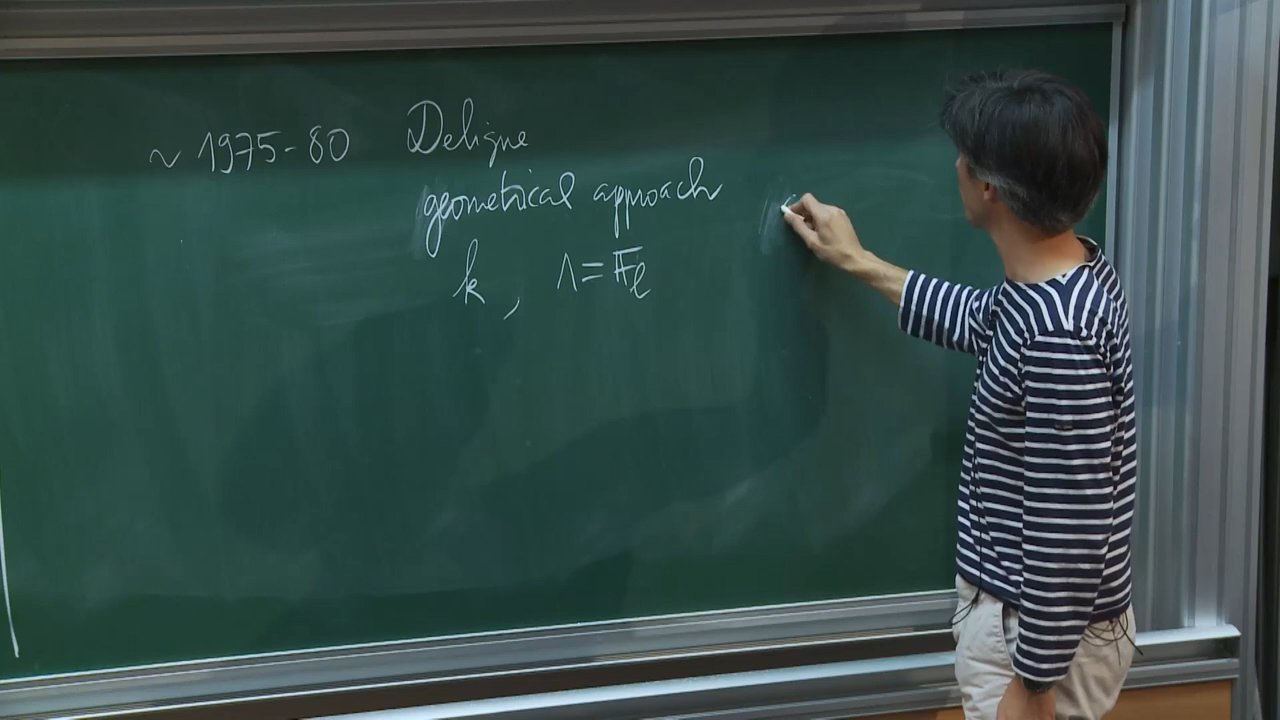 ~ 1975-80 Deligne
geometrical approach
k, Λ = 𝔽ℓ